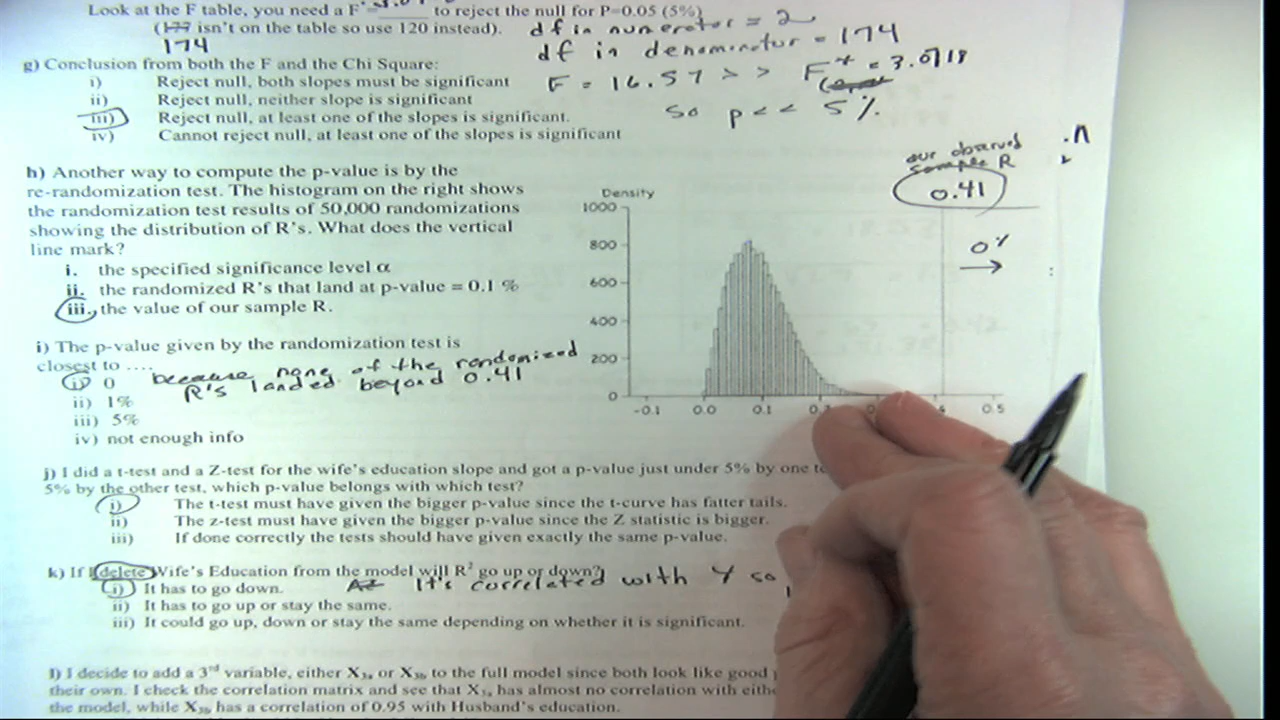 Look at the F table, you need a F to reject the null for P=0.05 (5%)
(177 isn't on the table so use 120 instead). df in numerator = 2
174 df in denominator = 174
g) Conclusion from both the F and the Chi Square:
i) Reject null, both slopes must be significant F = 16.57 > > F* = 3.0718
ii) Reject null, neither slope is significant
iii) Reject null, at least one of the slopes is significant. so p << 5%.
iv) Cannot reject null, at least one of the slopes is significant
h) Another way to compute the p-value is by the
re-randomization test. The histogram on the right shows
the randomization test results of 50,000 randomizations
showing the distribution of R's. What does the vertical
line mark?
i. the specified significance level α
ii. the randomized R's that land at p-value = 0.1 %
iii. the value of our sample R.
our observed
sample R
0.41
0%
Density
1000
800
600
400
200
0
-0.1 0.0 0.1 0.5
i) The p-value given by the randomization test is
closest to ....
because none of the randomized
R's landed beyond 0.41
i) 0
ii) 1%
iii) 5%
iv) not enough info
j) I did a t-test and a Z-test for the wife's education slope and got a p-value just under 5% by one
5% by the other test, which p-value belongs with which test?
i) The t-test must have given the bigger p-value since the t-curve has fatter tails.
ii) The z-test must have given the bigger p-value since the Z statistic is bigger.
iii) If done correctly the tests should have given exactly the same p-value.
k) If I delete Wife's Education from the model will R² go up or down?
i) It has to go down. It's correlated with Y so
ii) It has to go up or stay the same.
iii) It could go up, down or stay the same depending on whether it is significant.
l) I decide to add a 3rd variable, either X3a or X3b to the full model since both look like good
their own. I check the correlation matrix and see that X3a has almost no correlation with
the model, while X3b has a correlation of 0.95 with Husband's education.